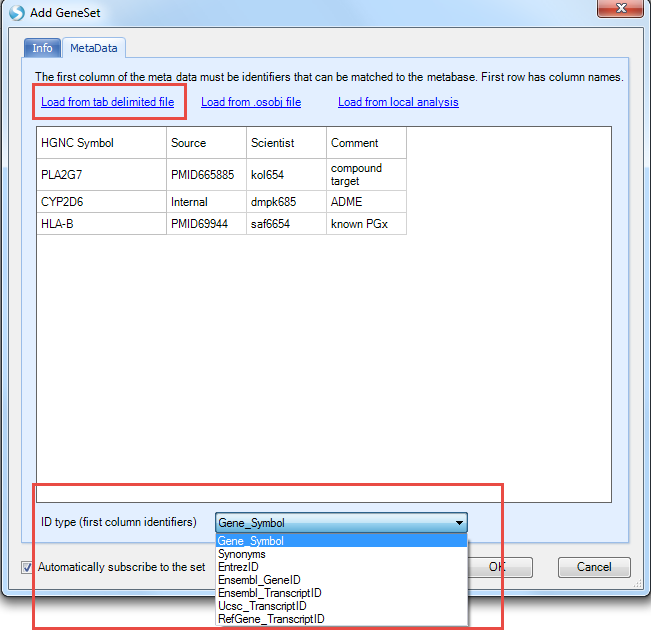 Add GeneSet
Info MetaData
The first column of the meta data must be identifiers that can be matched to the metabase. First row has column names.
Load from tab delimited file Load from .osobj file Load from local analysis
HGNC Symbol Source Scientist Comment
PLA2G7 PMID665885 kol654 compound target
CYP2D6 Internal dmpk685 ADME
HLA-B PMID69944 saf6654 known PGx
ID type (first column identifiers) Gene_Symbol
Gene_Symbol
Synonyms
EntrezID
Ensembl_GeneID
Ensembl_TranscriptID
Ucsc_TranscriptID
RefGene_TranscriptID
Automatically subscribe to the set OK Cancel